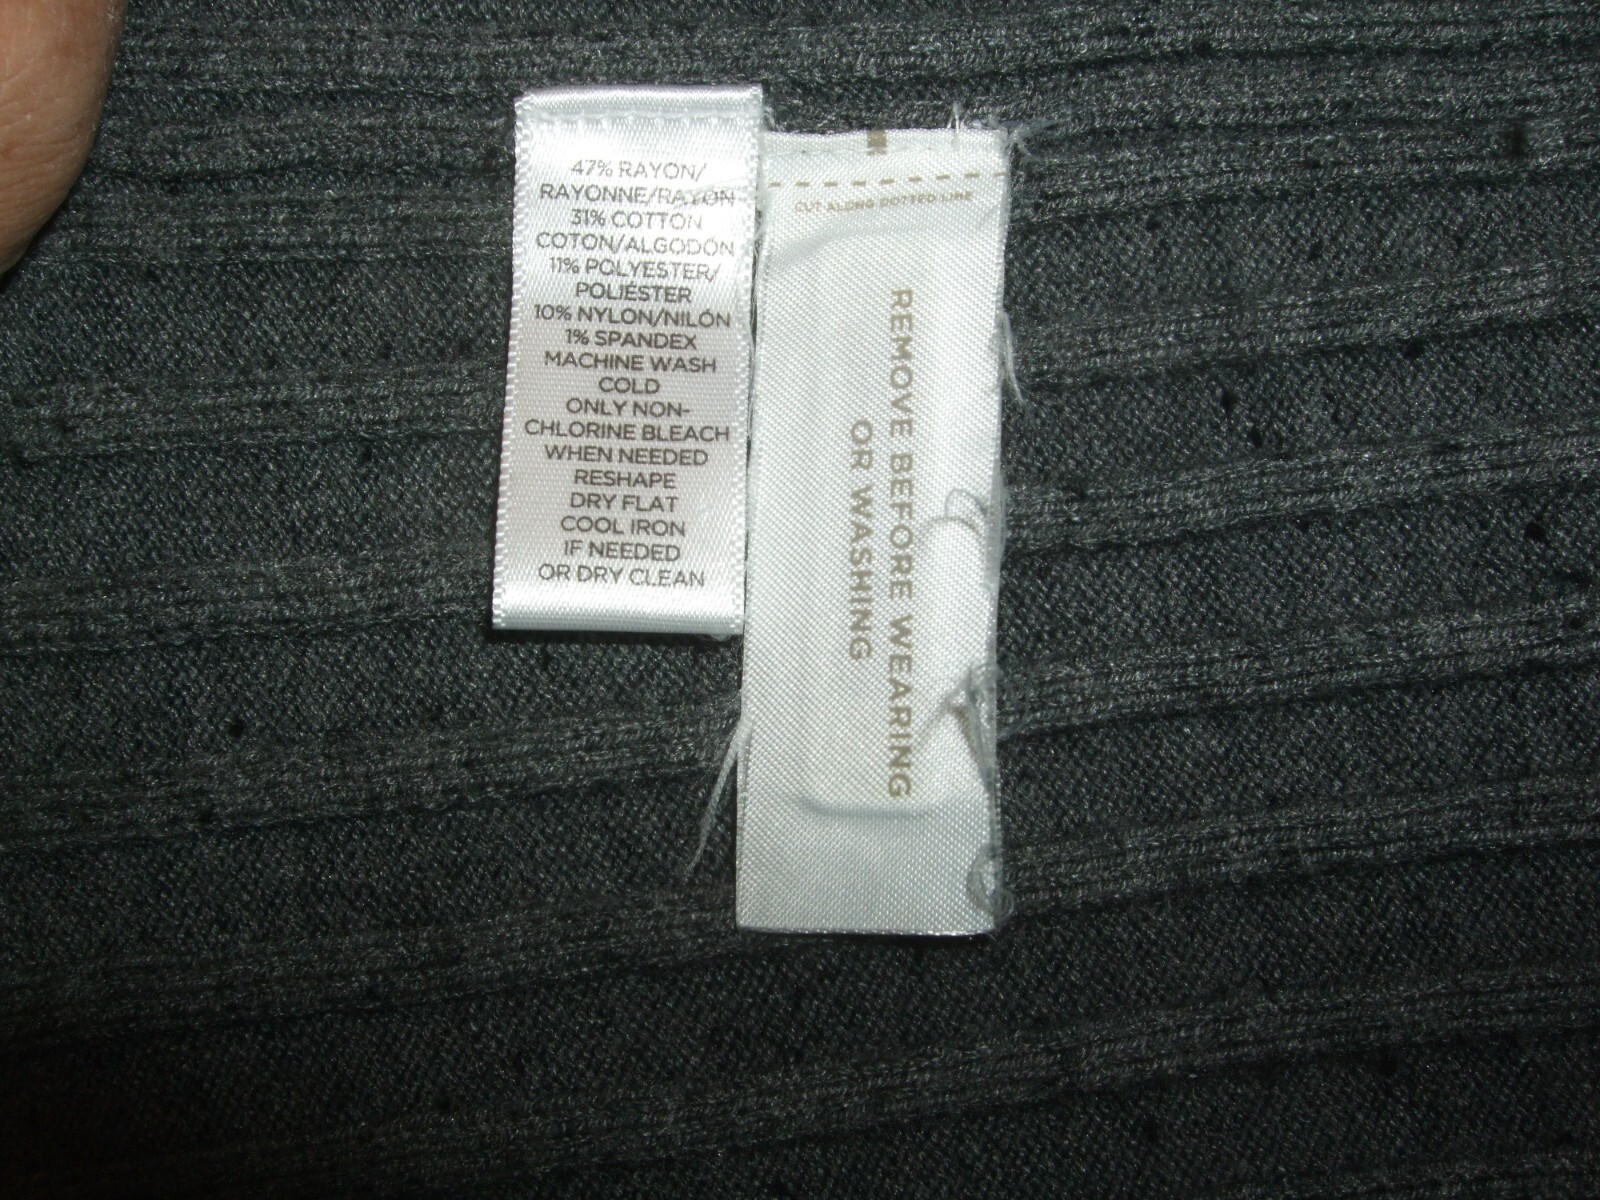 47% RAYON/
RAYONNE/RAYON
31% COTTON
COTON/ALGODÓN
11% POLYESTER/
POLIÉSTER
10% NYLON/NILÓN
1% SPANDEX
MACHINE WASH
COLD
ONLY NON-
CHLORINE BLEACH
WHEN NEEDED
RESHAPE
DRY FLAT
COOL IRON
IF NEEDED
OR DRY CLEAN
CUT ALONG DOTTED LINE
REMOVE BEFORE WEARING
OR WASHING